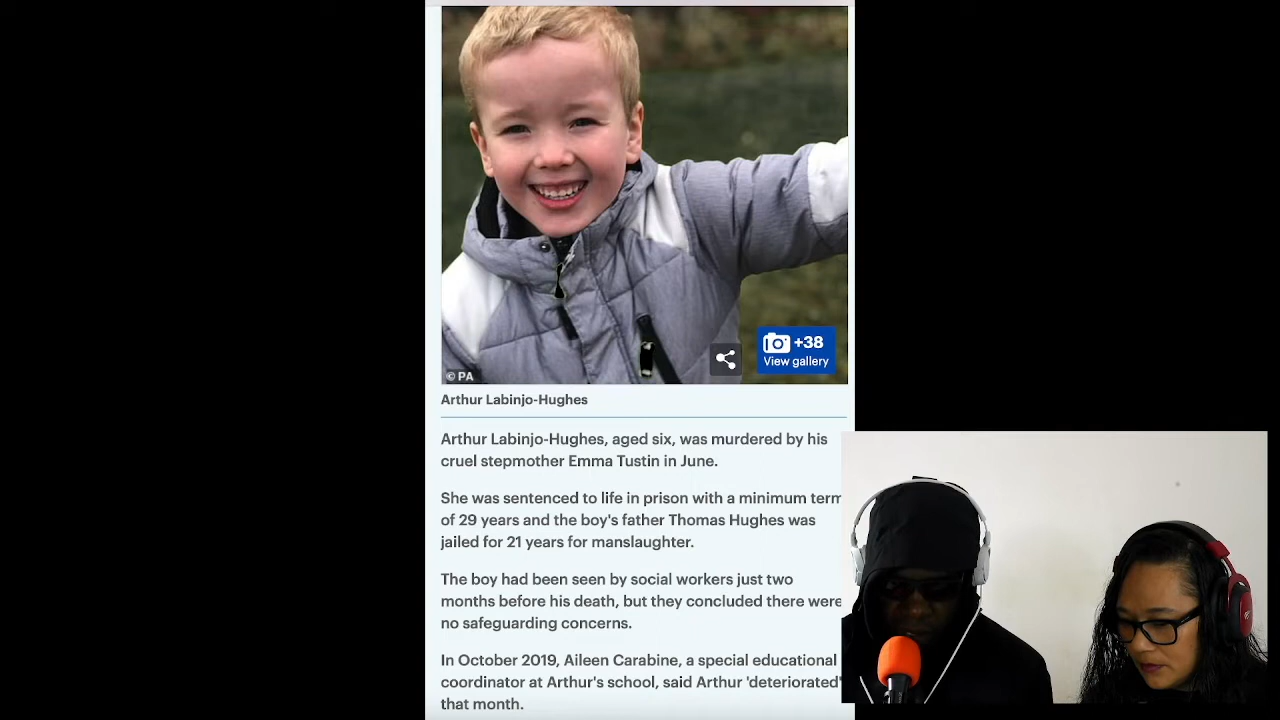 +38
View gallery
© PA
Arthur Labinjo-Hughes
Arthur Labinjo-Hughes, aged six, was murdered by his
cruel stepmother Emma Tustin in June.
She was sentenced to life in prison with a minimum term
of 29 years and the boy's father Thomas Hughes was
jailed for 21 years for manslaughter.
The boy had been seen by social workers just two
months before his death, but they concluded there were
no safeguarding concerns.
In October 2019, Aileen Carabine, a special educational
coordinator at Arthur's school, said Arthur 'deteriorated'
that month.